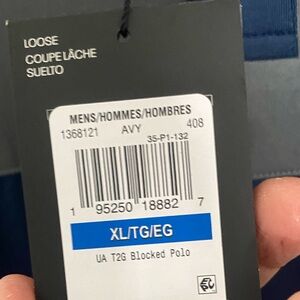 LOOSE
COUPE LÂCHE
SUELTO
MENS/HOMMES/HOMBRES
1368121 AVY 408
35-P1-132
1 95250 18882 7
XL/TG/EG
UA T2G Blocked Polo